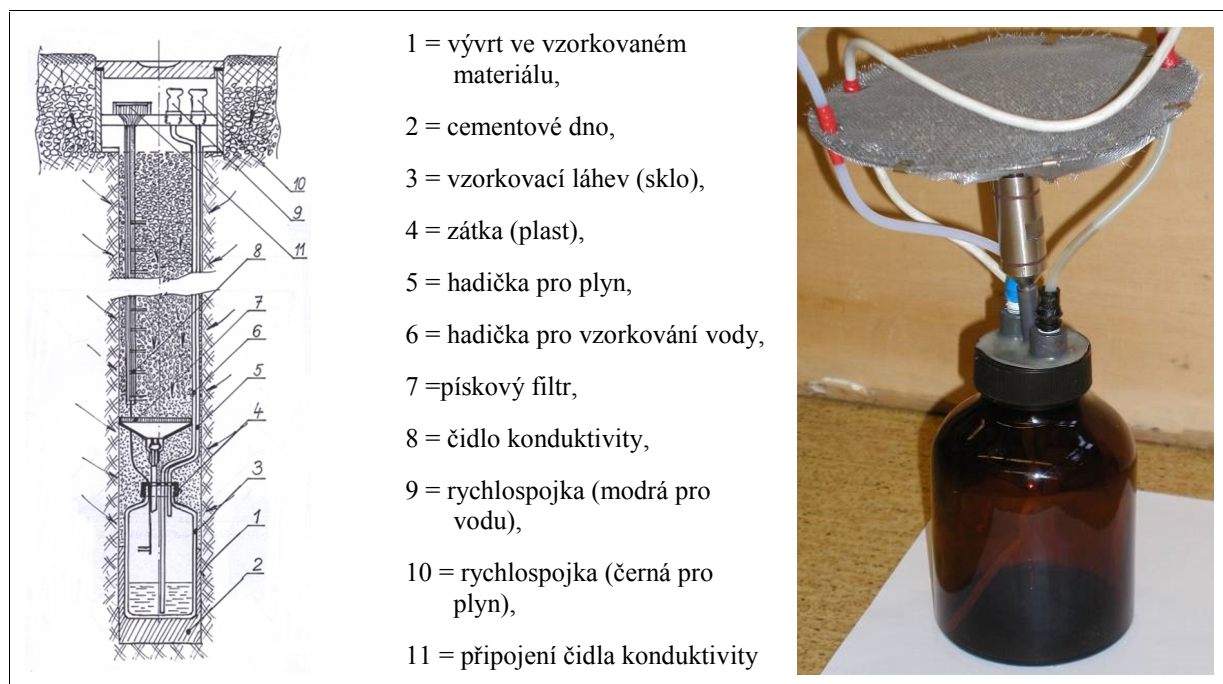 1 = vývrt ve vzorkovaném
materiálu,
2 = cementové dno,
3 = vzorkovací láhev (sklo),
4 = zátka (plast),
5 = hadička pro plyn,
6 = hadička pro vzorkování vody,
7 =pískový filtr,
8 = čidlo konduktivity,
9 = rychlospojka (modrá pro
vodu),
10 = rychlospojka (černá pro
plyn),
11 = připojení čidla konduktivity
10
9
11
8
7
6
5
4
3
1
2